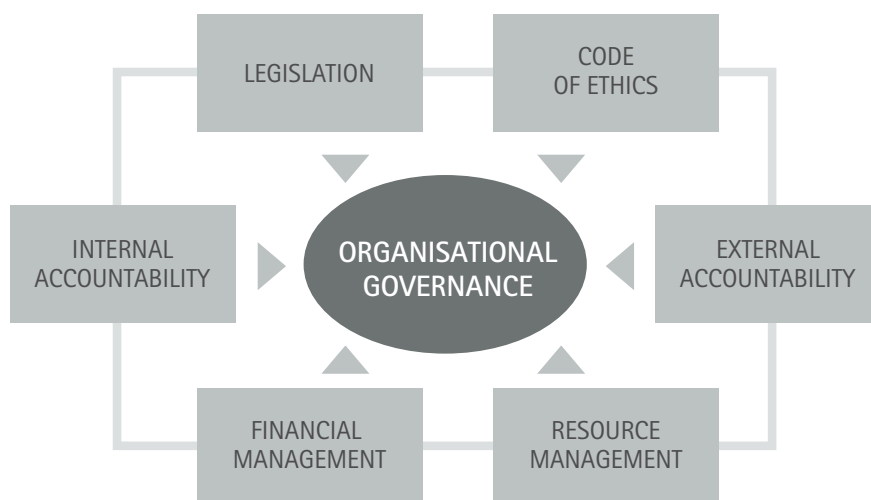 LEGISLATION
CODE
OF ETHICS
INTERNAL
ACCOUNTABILITY
ORGANISATIONAL
GOVERNANCE
EXTERNAL
ACCOUNTABILITY
FINANCIAL
MANAGEMENT
RESOURCE
MANAGEMENT